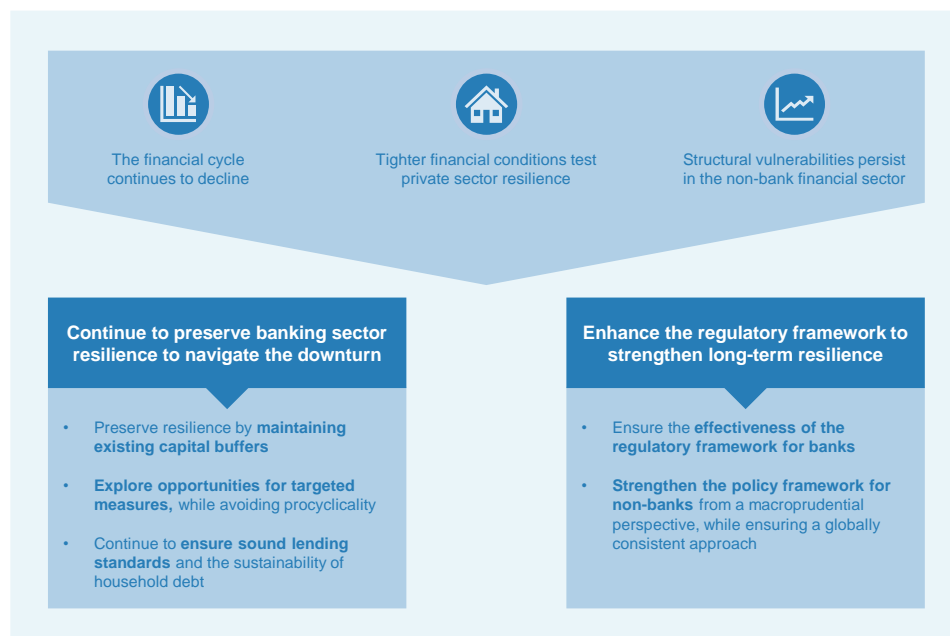 The financial cycle
continues to decline
Tighter financial conditions test
private sector resilience
Structural vulnerabilities persist
in the non-bank financial sector
Continue to preserve banking sector
resilience to navigate the downturn
• Preserve resilience by maintaining
existing capital buffers
• Explore opportunities for targeted
measures, while avoiding procyclicality
• Continue to ensure sound lending
standards and the sustainability of
household debt
Enhance the regulatory framework to
strengthen long-term resilience
• Ensure the effectiveness of the
regulatory framework for banks
• Strengthen the policy framework for
non-banks from a macroprudential
perspective, while ensuring a globally
consistent approach